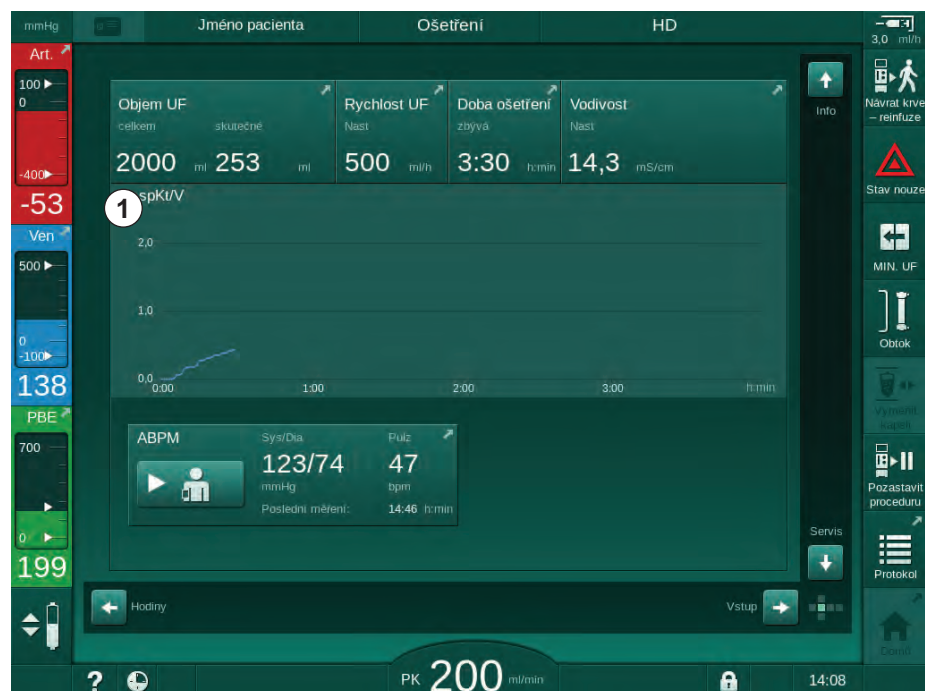 mmHg
Jméno pacienta
Ošetření
HD
3,0 ml/h
Art.
100
0
-400
-53
Ven
500
0
-100
138
PBE
700
0
199
Objem UF
celkem skutečné
2000 ml 253 ml
Rychlost UF
Nast
500 ml/h
Doba ošetření
zbývá
3:30 h:min
Vodivost
Nast
14,3 mS/cm
1
spKt/V
2,0
1,0
0,0
0:00 1:00 2:00 3:00 h:min
ABPM
Sys/Dia Pulz
123/74 47
mmHg bpm
Poslední měření: 14:46 h:min
Info
Servis
Hodiny
Vstup
Návrat krve
– reinfuze
Stav nouze
MIN. UF
Obtok
Vyměnit
kapsli
Pozastavit
proceduru
Protokol
Domů
?
PK 200 ml/min
14:08